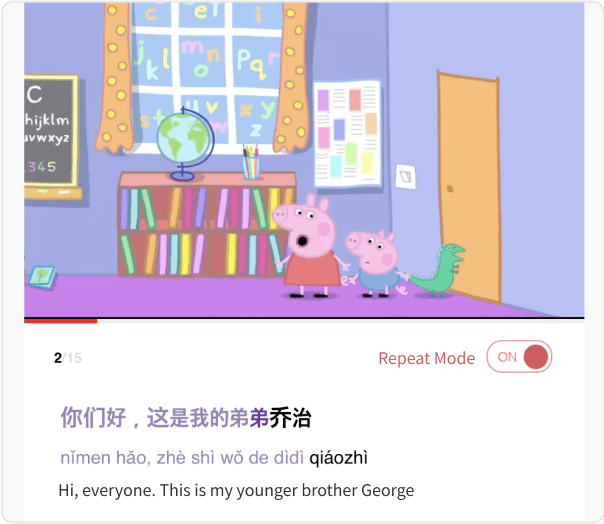 j k l m n o p q r
s t u v w x y
z
C
hijklm
uvwxyz
345
2/15
Repeat Mode
ON
你们好，这是我的弟弟乔治
nǐmen hǎo, zhè shì wǒ de dìdì qiáozhì
Hi, everyone. This is my younger brother George